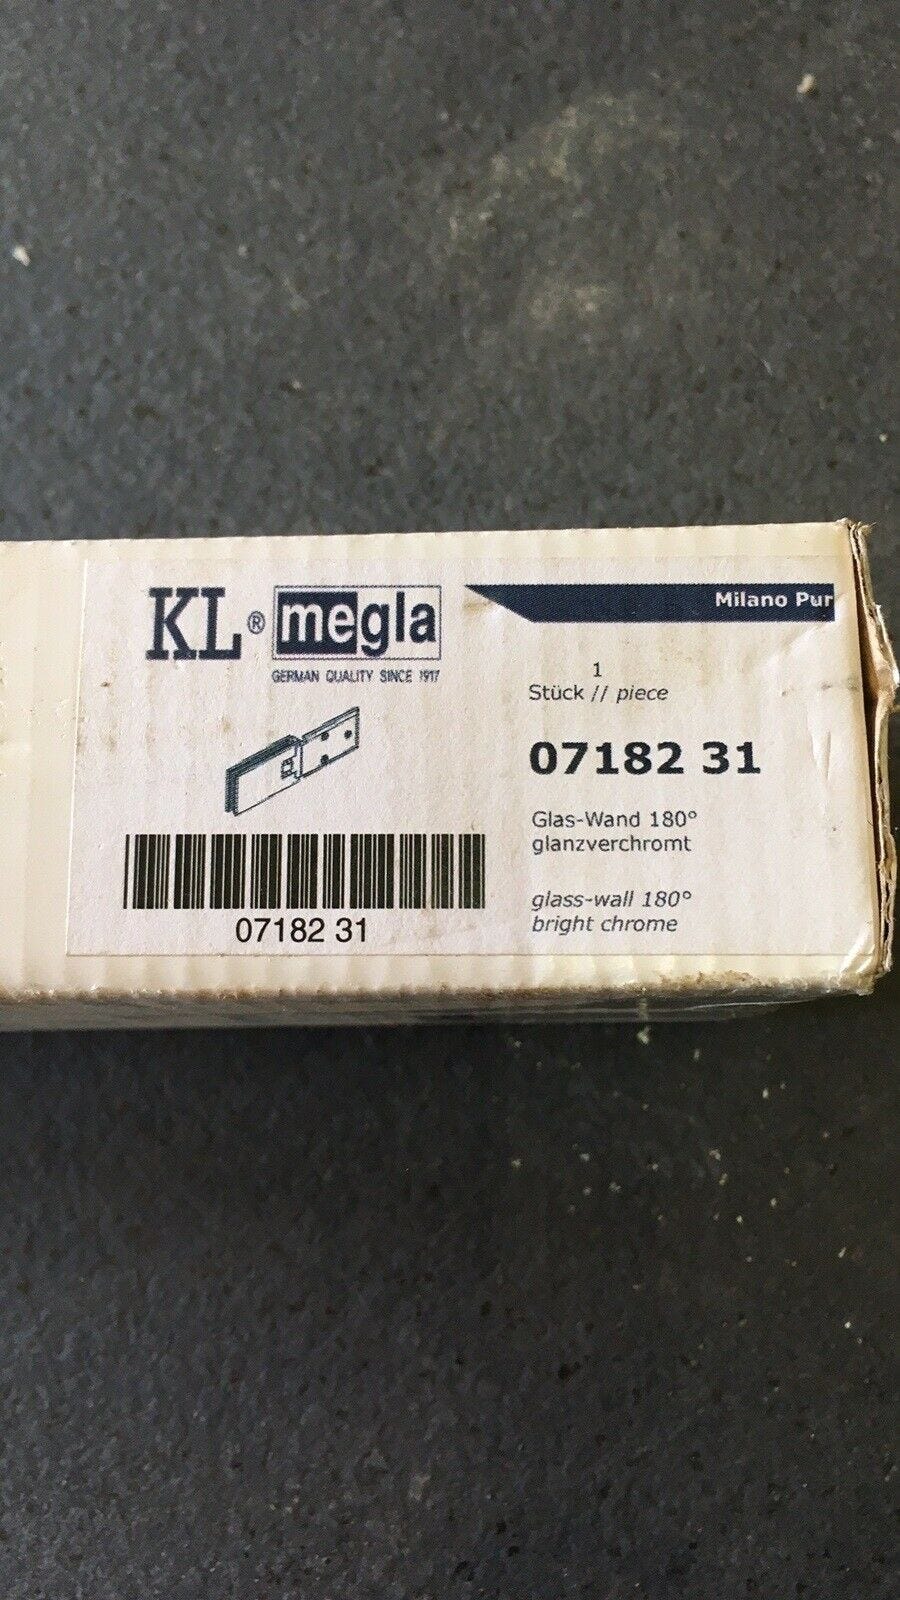 KL® megla
GERMAN QUALITY SINCE 1917
Milano Pur
1
Stück // piece
07182 31
Glas-Wand 180°
glanzverchromt
glass-wall 180°
bright chrome
07182 31